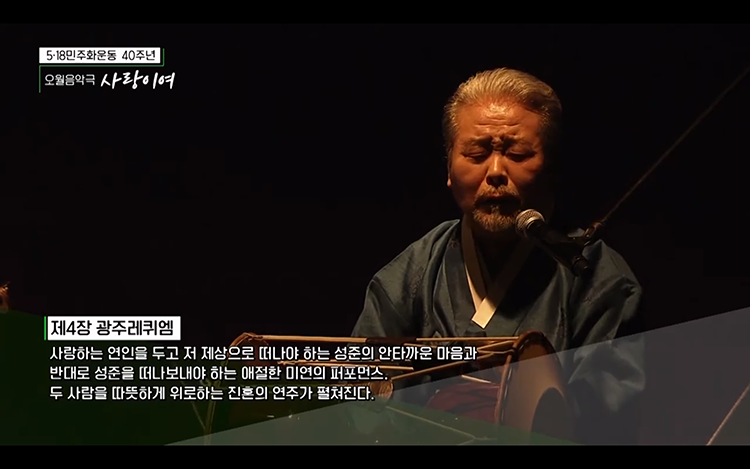 5·18민주화운동 40주년
오월음악극 사랑이여
제4장 광주레퀴엠
사랑하는 연인을 두고 저 제상으로 떠나야 하는 성준의 안타까운 마음과
반대로 성준을 떠나보내야 하는 애절한 미연의 퍼포먼스.
두 사람을 따뜻하게 위로하는 진혼의 연주가 펼쳐진다.